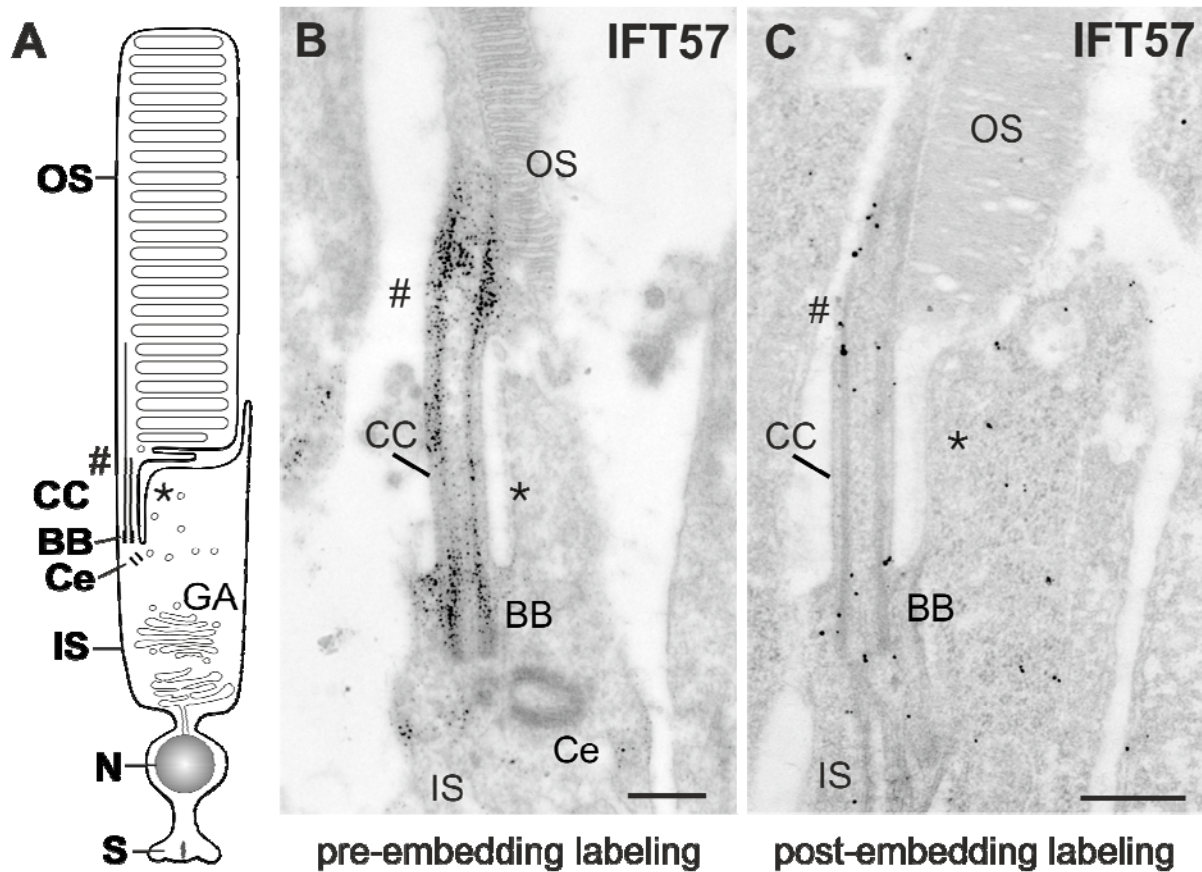 A
OS
#
CC
*
BB
Ce
GA
IS
N
S
B
IFT57
OS
#
CC
*
BB
Ce
IS
pre-embedding labeling
C
IFT57
OS
#
CC
*
BB
IS
post-embedding labeling